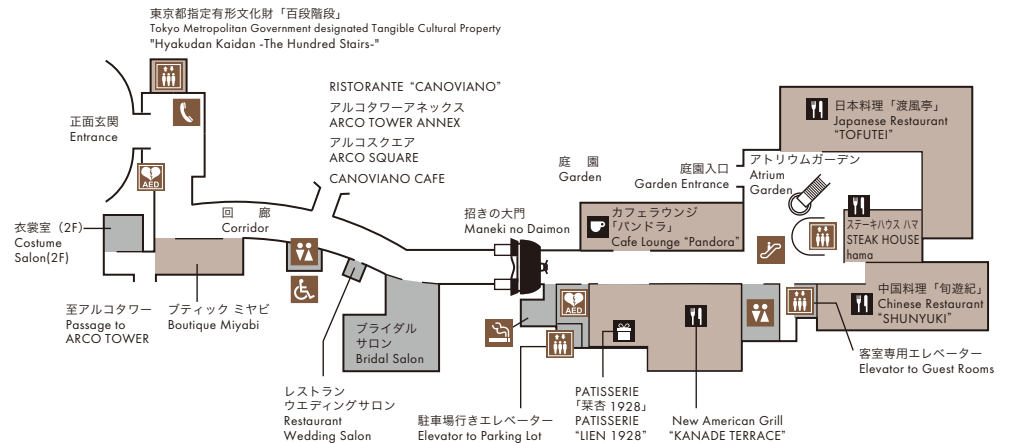 東京都指定有形文化財「百段階段」
Tokyo Metropolitan Government designated Tangible Cultural Property
"Hyakudan Kaidan -The Hundred Stairs-"
正面玄関
Entrance
AED
RISTORANTE “CANOVIANO”
アルコタワーアネックス
ARCO TOWER ANNEX
アルコスクエア
ARCO SQUARE
CANOVIANO CAFE
庭　園
Garden
庭園入口
Garden Entrance
アトリウムガーデン
Atrium
Garden
日本料理「渡風亭」
Japanese Restaurant
“TOFUTEI”
衣裳室（2F）
Costume
Salon(2F)
回　廊
Corridor
招きの大門
Maneki no Daimon
カフェラウンジ
「パンドラ」
Cafe Lounge “Pandora”
ステーキハウス ハマ
STEAK HOUSE
hama
至アルコタワー
Passage to
ARCO TOWER
ブティック ミヤビ
Boutique Miyabi
ブライダル
サロン
Bridal Salon
AED
中国料理「旬遊紀」
Chinese Restaurant
“SHUNYUKI”
客室専用エレベーター
Elevator to Guest Rooms
レストラン
ウエディングサロン
Restaurant
Wedding Salon
駐車場行きエレベーター
Elevator to Parking Lot
PATISSERIE
「栞杏 1928」
PATISSERIE
“LIEN 1928”
New American Grill
“KANADE TERRACE”